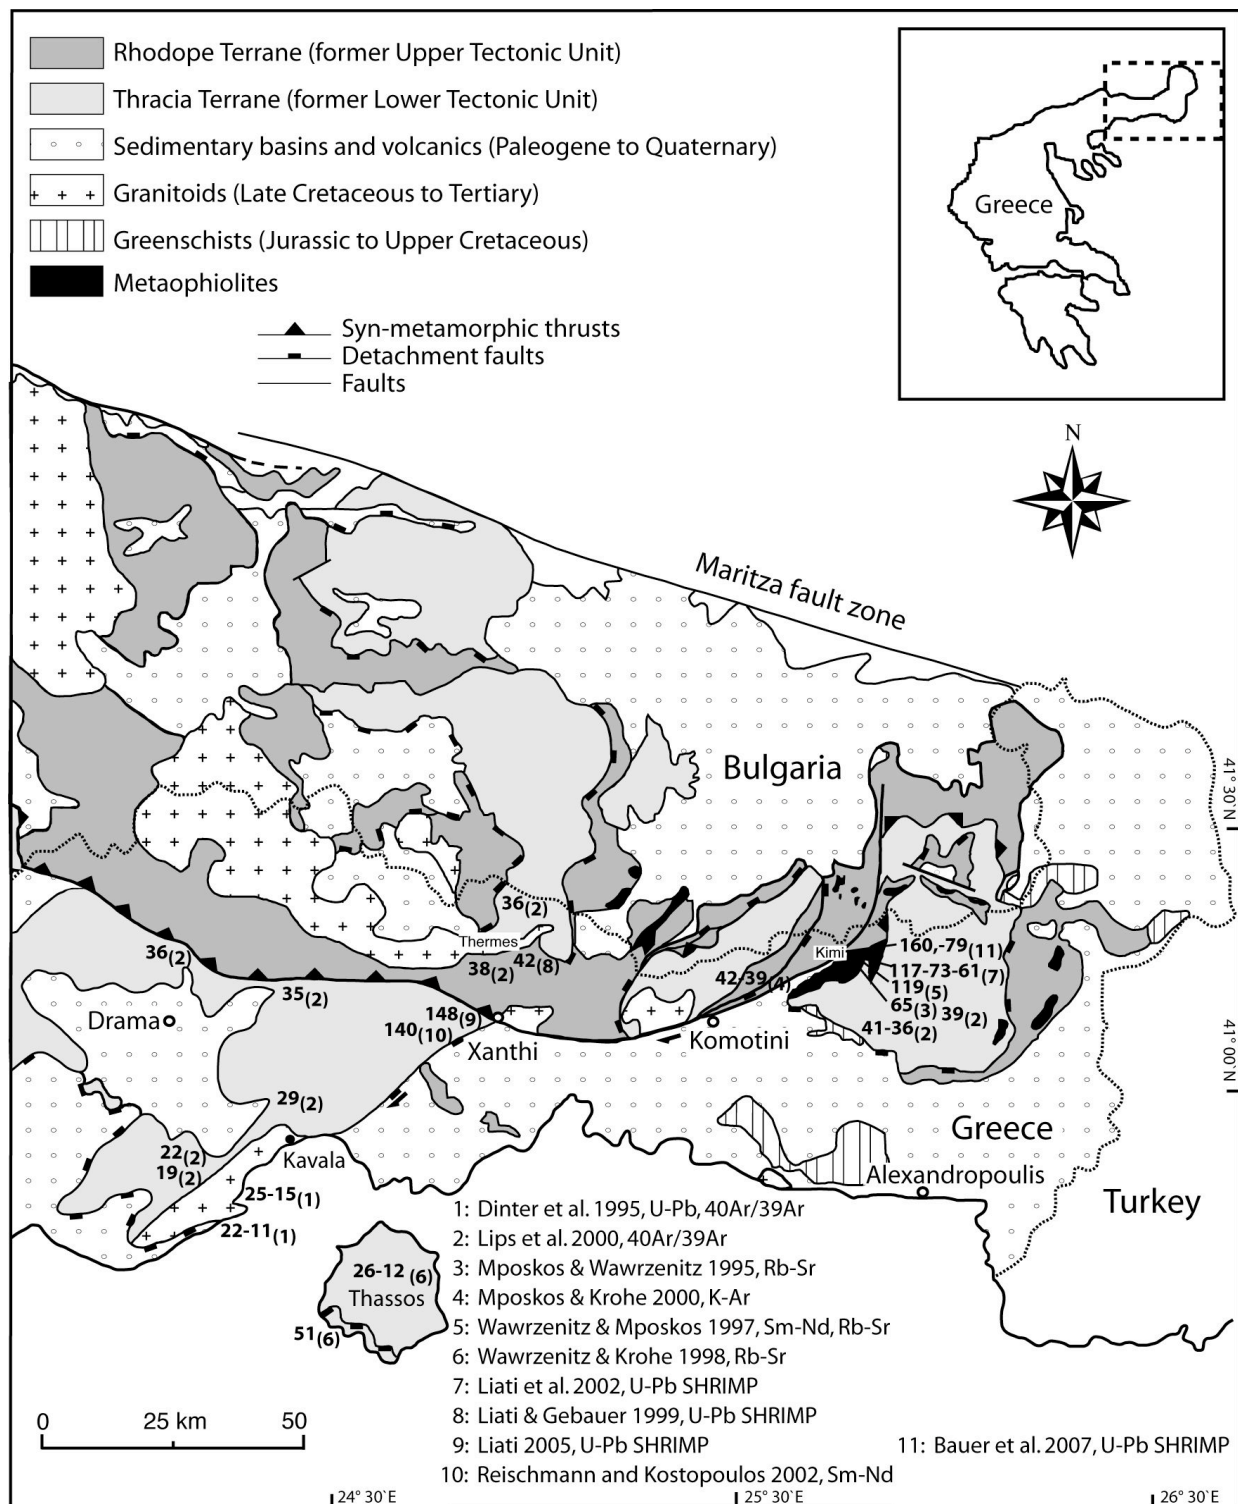 Rhodope Terrane (former Upper Tectonic Unit)
Thracia Terrane (former Lower Tectonic Unit)
Sedimentary basins and volcanics (Paleogene to Quaternary)
Granitoids (Late Cretaceous to Tertiary)
Greenschists (Jurassic to Upper Cretaceous)
Metaophiolites
Syn-metamorphic thrusts
Detachment faults
Faults
Greece
N
Maritza fault zone
Bulgaria
41° 30`N
36(2)
Thermes
38(2)
42(8)
36(2)
35(2)
Drama
148(9)
140(10)
Xanthi
Kimi
42-39(4)
Komotini
160,-79(11)
117-73-61(7)
119(5)
65(3) 39(2)
41-36(2)
41° 00`N
29(2)
Kavala
22(2)
19(2)
25-15(1)
22-11(1)
Greece
Alexandropoulis
Turkey
26-12 (6)
Thassos
51(6)
1: Dinter et al. 1995, U-Pb, 40Ar/39Ar
2: Lips et al. 2000, 40Ar/39Ar
3: Mposkos & Wawrzenitz 1995, Rb-Sr
4: Mposkos & Krohe 2000, K-Ar
5: Wawrzenitz & Mposkos 1997, Sm-Nd, Rb-Sr
6: Wawrzenitz & Krohe 1998, Rb-Sr
7: Liati et al. 2002, U-Pb SHRIMP
8: Liati & Gebauer 1999, U-Pb SHRIMP
9: Liati 2005, U-Pb SHRIMP
10: Reischmann and Kostopoulos 2002, Sm-Nd
11: Bauer et al. 2007, U-Pb SHRIMP
0 25 km 50
24° 30`E
25° 30`E
26° 30`E